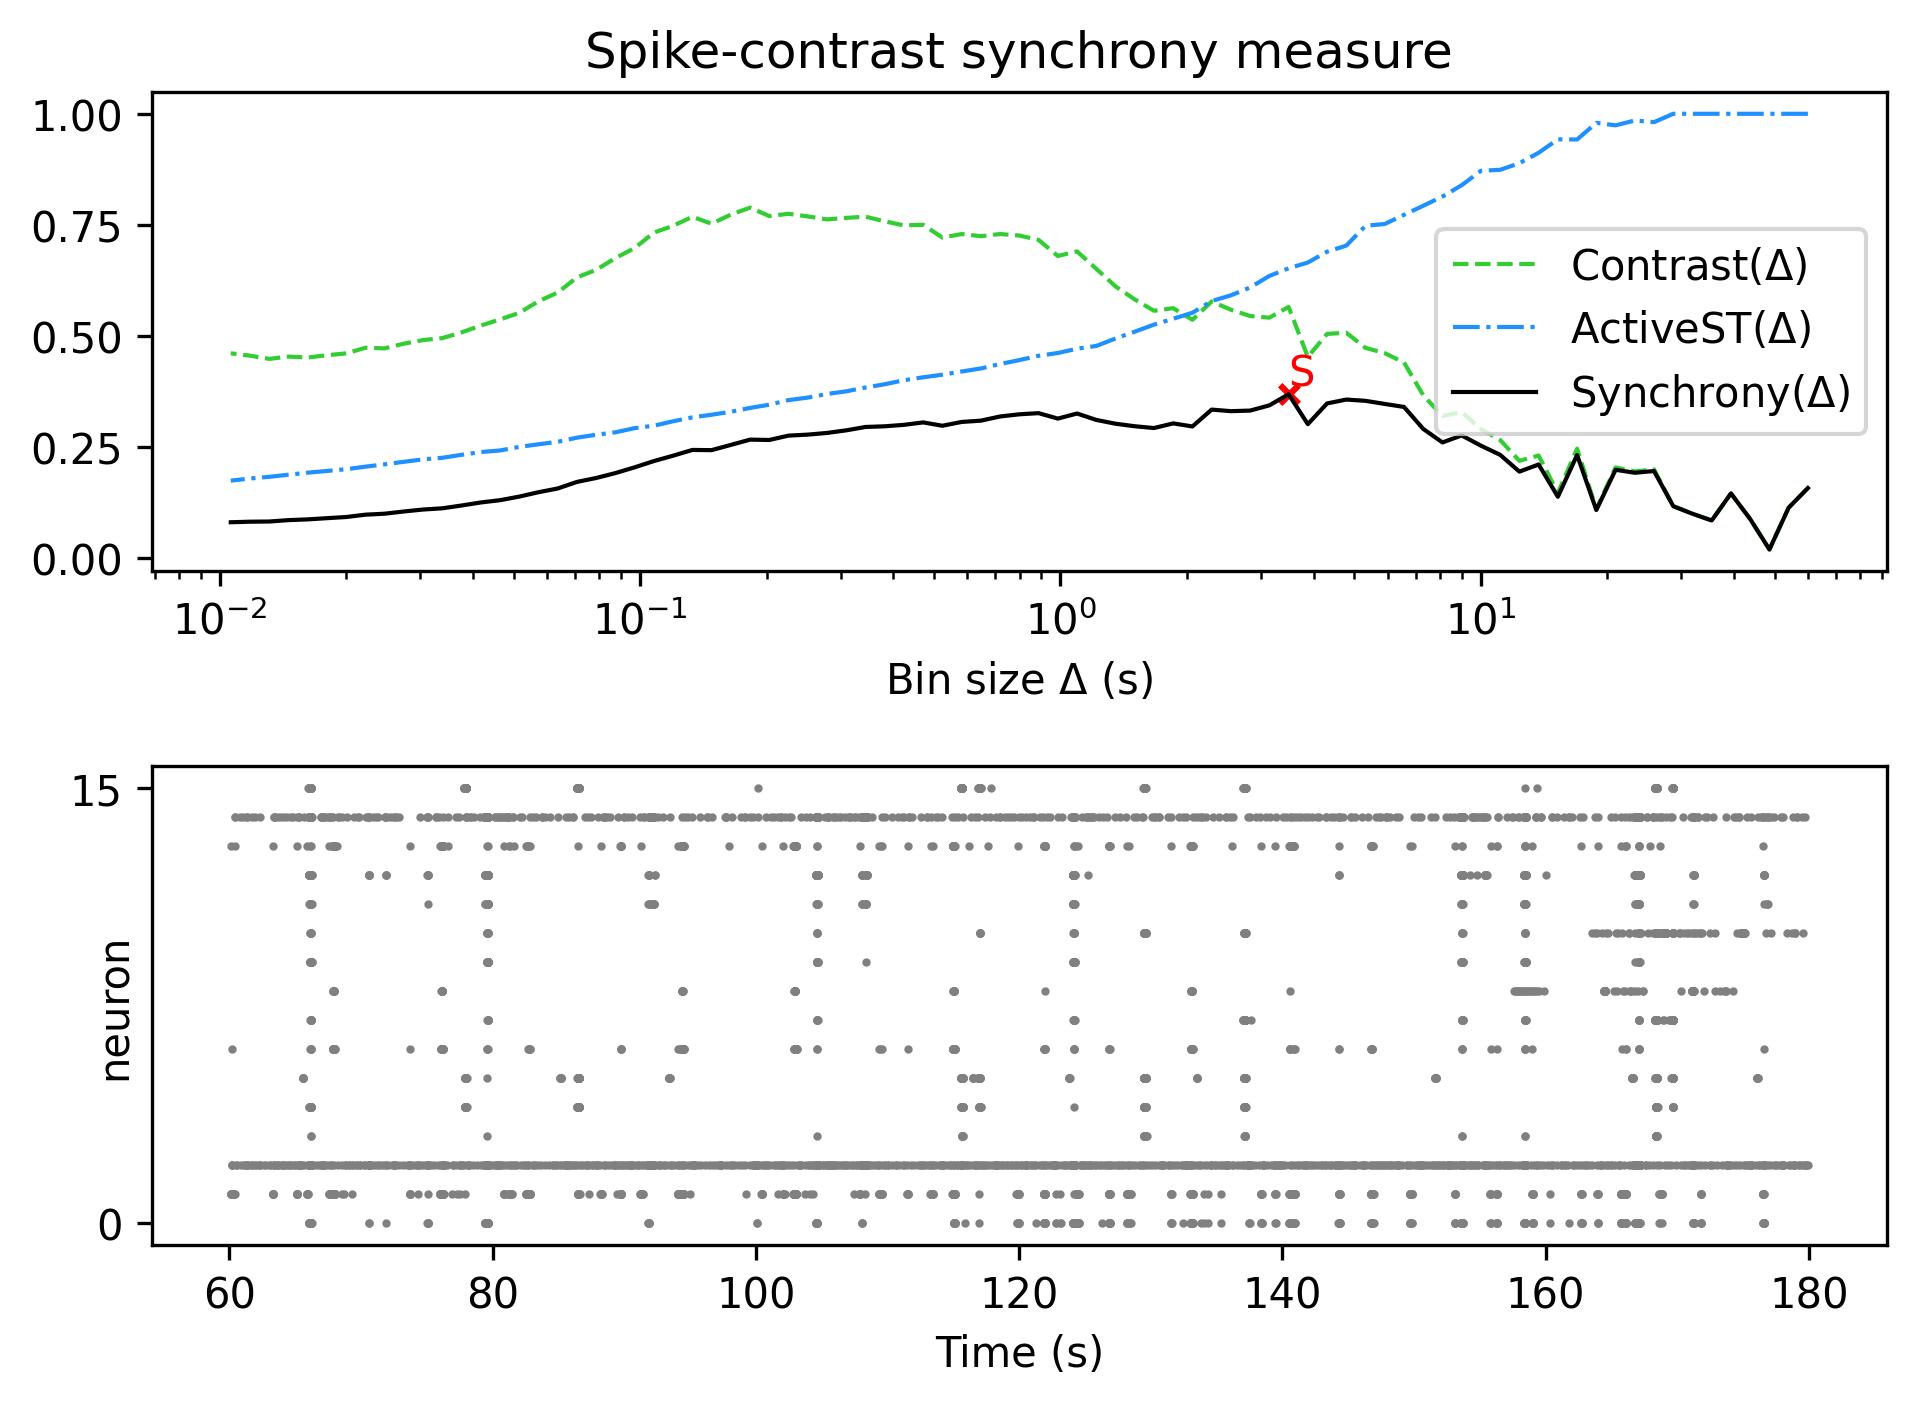 Spike-contrast synchrony measure
1.00
0.75
0.50
0.25
0.00
Contrast(Δ)
ActiveST(Δ)
Synchrony(Δ)
S
10⁻² 10⁻¹ 10⁰ 10¹
Bin size Δ (s)
15
neuron
0
60 80 100 120 140 160 180
Time (s)